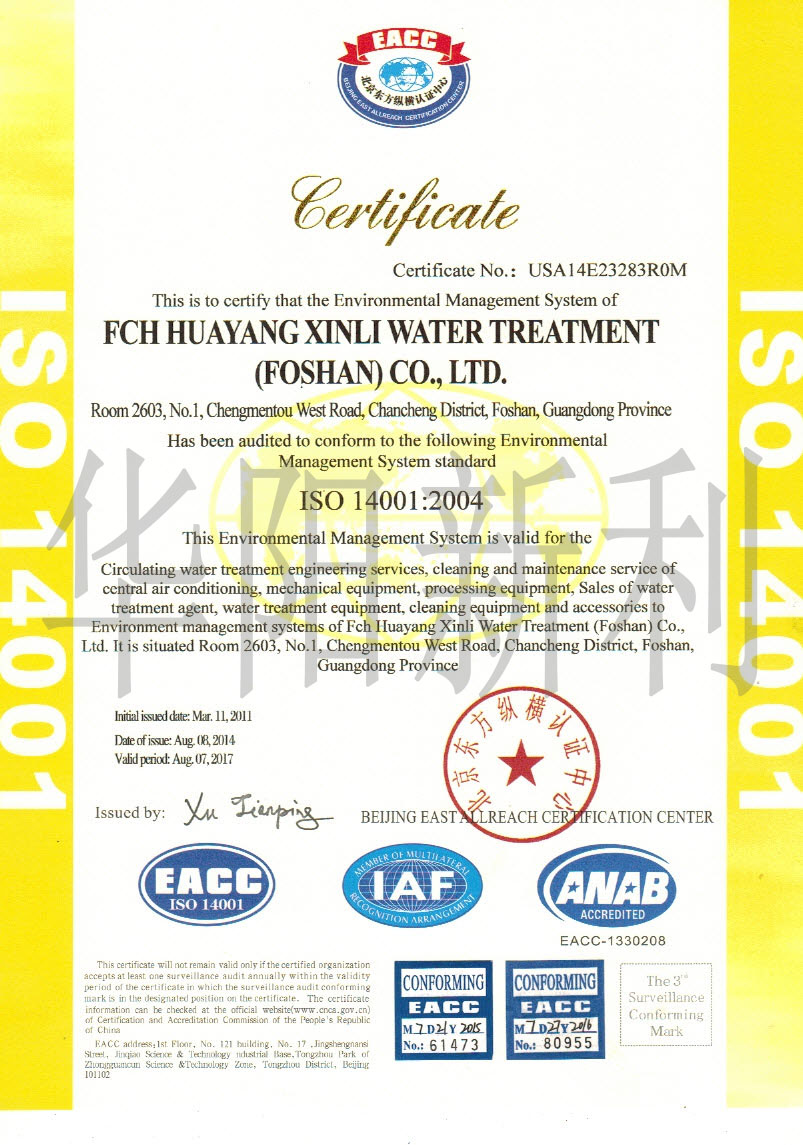 EACC
北京东方纵横认证中心
BEIJING EAST ALLREACH CERTIFICATION CENTER
Certificate
Certificate No.: USA14E23283R0M
This is to certify that the Environmental Management System of
FCH HUAYANG XINLI WATER TREATMENT
(FOSHAN) CO., LTD.
Room 2603, No.1, Chengmentou West Road, Chancheng District, Foshan, Guangdong Province
Has been audited to conform to the following Environmental
Management System standard
ISO 14001:2004
This Environmental Management System is valid for the
Circulating water treatment engineering services, cleaning and maintenance service of
central air conditioning, mechanical equipment, processing equipment, Sales of water
treatment agent, water treatment equipment, cleaning equipment and accessories to
Environment management systems of Fch Huayang Xinli Water Treatment (Foshan) Co.,
Ltd. It is situated Room 2603, No.1, Chengmentou West Road, Chancheng District, Foshan,
Guangdong Province
华阳新利
ISO 14001
ISO 14001
Initial issued date: Mar. 11, 2011
Date of issue: Aug. 08, 2014
Valid period: Aug. 07, 2017
北京东方纵横认证中心
Issued by: Xu Tianping
BEIJING EAST ALLREACH CERTIFICATION CENTER
EACC
ISO 14001
MEMBER OF MULTILATERAL
IAF
RECOGNITION ARRANGEMENT
ANAB
ACCREDITED
EACC-1330208
This certificate will not remain valid only if the certified organization
accepts at least one surveillance audit annually within the validity
period of the certificate in which the surveillance audit conforming
mark is in the designated position on the certificate. The certificate
information can be checked at the official website(www.cnca.gov.cn)
of Certification and Accreditation Commission of the People's Republic
of China
EACC address:1st Floor, No. 121 building, No. 17 ,Jingshengnansi
Street, Jinqiao Science & Technology ndustrial Base,Tongzhou Park of
Zhongguancun Science &Technology Zone, Tongzhou District, Beijing
101102
CONFORMING
EACC
M 7 D 21 Y 2015
No.: 61473
CONFORMING
EACC
M 7 D 27 Y 2016
No.: 80955
The 3rd
Surveillance
Conforming
Mark